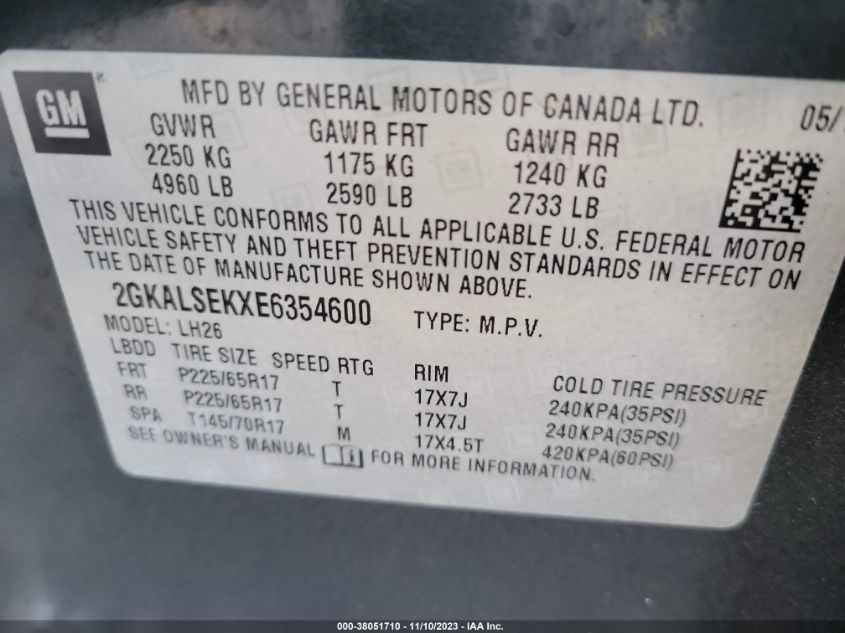 GM ®
MFD BY GENERAL MOTORS OF CANADA LTD. 05/
GVWR GAWR FRT GAWR RR
2250 KG 1175 KG 1240 KG
4960 LB 2590 LB 2733 LB
THIS VEHICLE CONFORMS TO ALL APPLICABLE U.S. FEDERAL MOTOR
VEHICLE SAFETY AND THEFT PREVENTION STANDARDS IN EFFECT ON
THE DATE OF MANUFACTURE SHOWN ABOVE.
2GKALSEKXE6354600 TYPE: M.P.V.
MODEL: LH26
LBDD TIRE SIZE SPEED RTG RIM COLD TIRE PRESSURE
FRT P225/65R17 T 17X7J 240KPA(35PSI)
RR P225/65R17 T 17X7J 240KPA(35PSI)
SPA T145/70R17 M 17X4.5T 420KPA(60PSI)
SEE OWNER'S MANUAL FOR MORE INFORMATION.
000-38051710 - 11/10/2023 - IAA Inc.